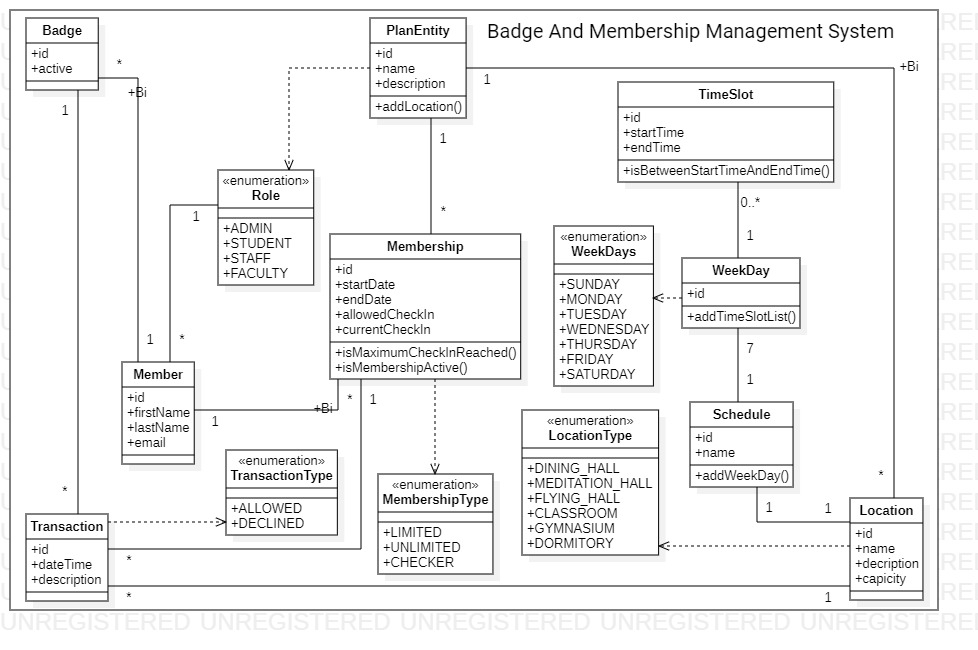 Badge And Membership Management System
Badge
+id
+active
*
+Bi
1
PlanEntity
+id
+name
+description
+addLocation()
1
+Bi
1
*
TimeSlot
+id
+startTime
+endTime
+isBetweenStartTimeAndEndTime()
0..*
1
«enumeration»
Role
+ADMIN
+STUDENT
+STAFF
+FACULTY
1
*
1
Membership
+id
+startDate
+endDate
+allowedCheckIn
+currentCheckIn
+isMaximumCheckInReached()
+isMembershipActive()
«enumeration»
WeekDays
+SUNDAY
+MONDAY
+TUESDAY
+WEDNESDAY
+THURSDAY
+FRIDAY
+SATURDAY
WeekDay
+id
+addTimeSlotList()
7
1
Member
+id
+firstName
+lastName
+email
1
+Bi
*
1
«enumeration»
TransactionType
+ALLOWED
+DECLINED
«enumeration»
MembershipType
+LIMITED
+UNLIMITED
+CHECKER
«enumeration»
LocationType
+DINING_HALL
+MEDITATION_HALL
+FLYING_HALL
+CLASSROOM
+GYMNASIUM
+DORMITORY
Schedule
+id
+name
+addWeekDay()
1
1
*
Location
+id
+name
+decription
+capicity
*
Transaction
+id
+dateTime
+description
*
*
1
UNREGISTERED UNREGISTERED UNREGISTERED UNREGISTERED UNREGISTERE